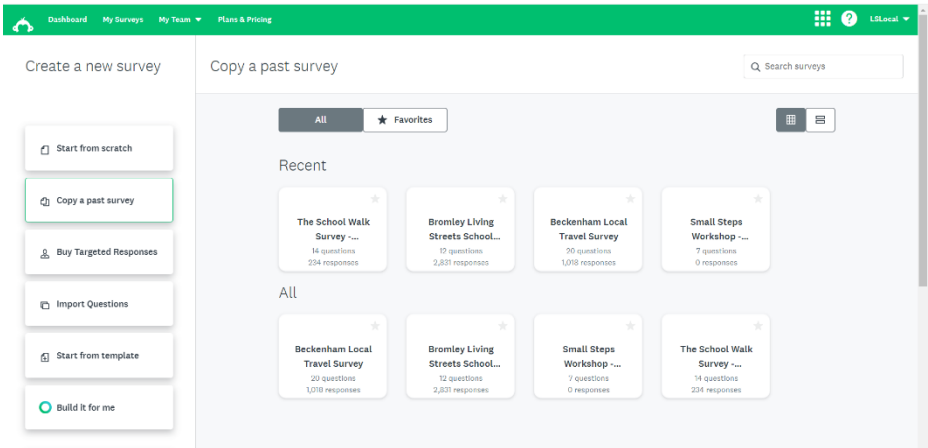 Dashboard My Surveys My Team Plans & Pricing
? LSLocal
Create a new survey
Start from scratch
Copy a past survey
Buy Targeted Responses
Import Questions
Start from template
Build it for me
Copy a past survey
Search surveys
All Favorites
Recent
The School Walk
Survey -...
14 questions
234 responses
Bromley Living
Streets School...
12 questions
2,831 responses
Beckenham Local
Travel Survey
20 questions
1,018 responses
Small Steps
Workshop -...
7 questions
0 responses
All
Beckenham Local
Travel Survey
20 questions
1,018 responses
Bromley Living
Streets School...
12 questions
2,831 responses
Small Steps
Workshop -...
7 questions
0 responses
The School Walk
Survey -...
14 questions
234 responses